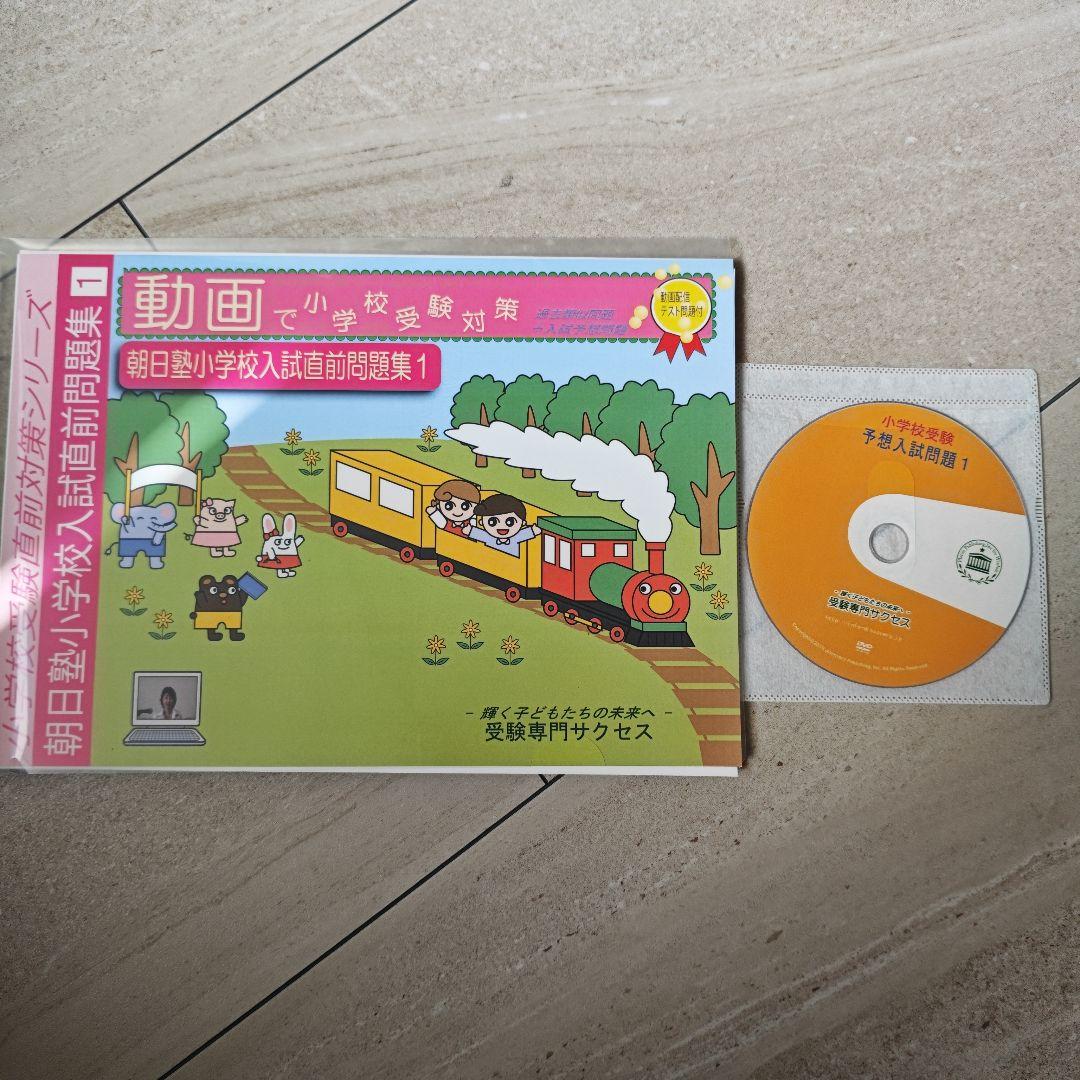 小学校受験直前対策シリーズ
朝日塾小学校入試直前問題集 1
動画で小学校受験対策
過去類似問題
+入試予想問題
動画配信
テスト問題付
朝日塾小学校入試直前問題集1
- 輝く子どもたちの未来へ -
受験専門サクセス
小学校受験
予想入試問題1
- 輝く子どもたちの未来へ -
受験専門サクセス
DVD